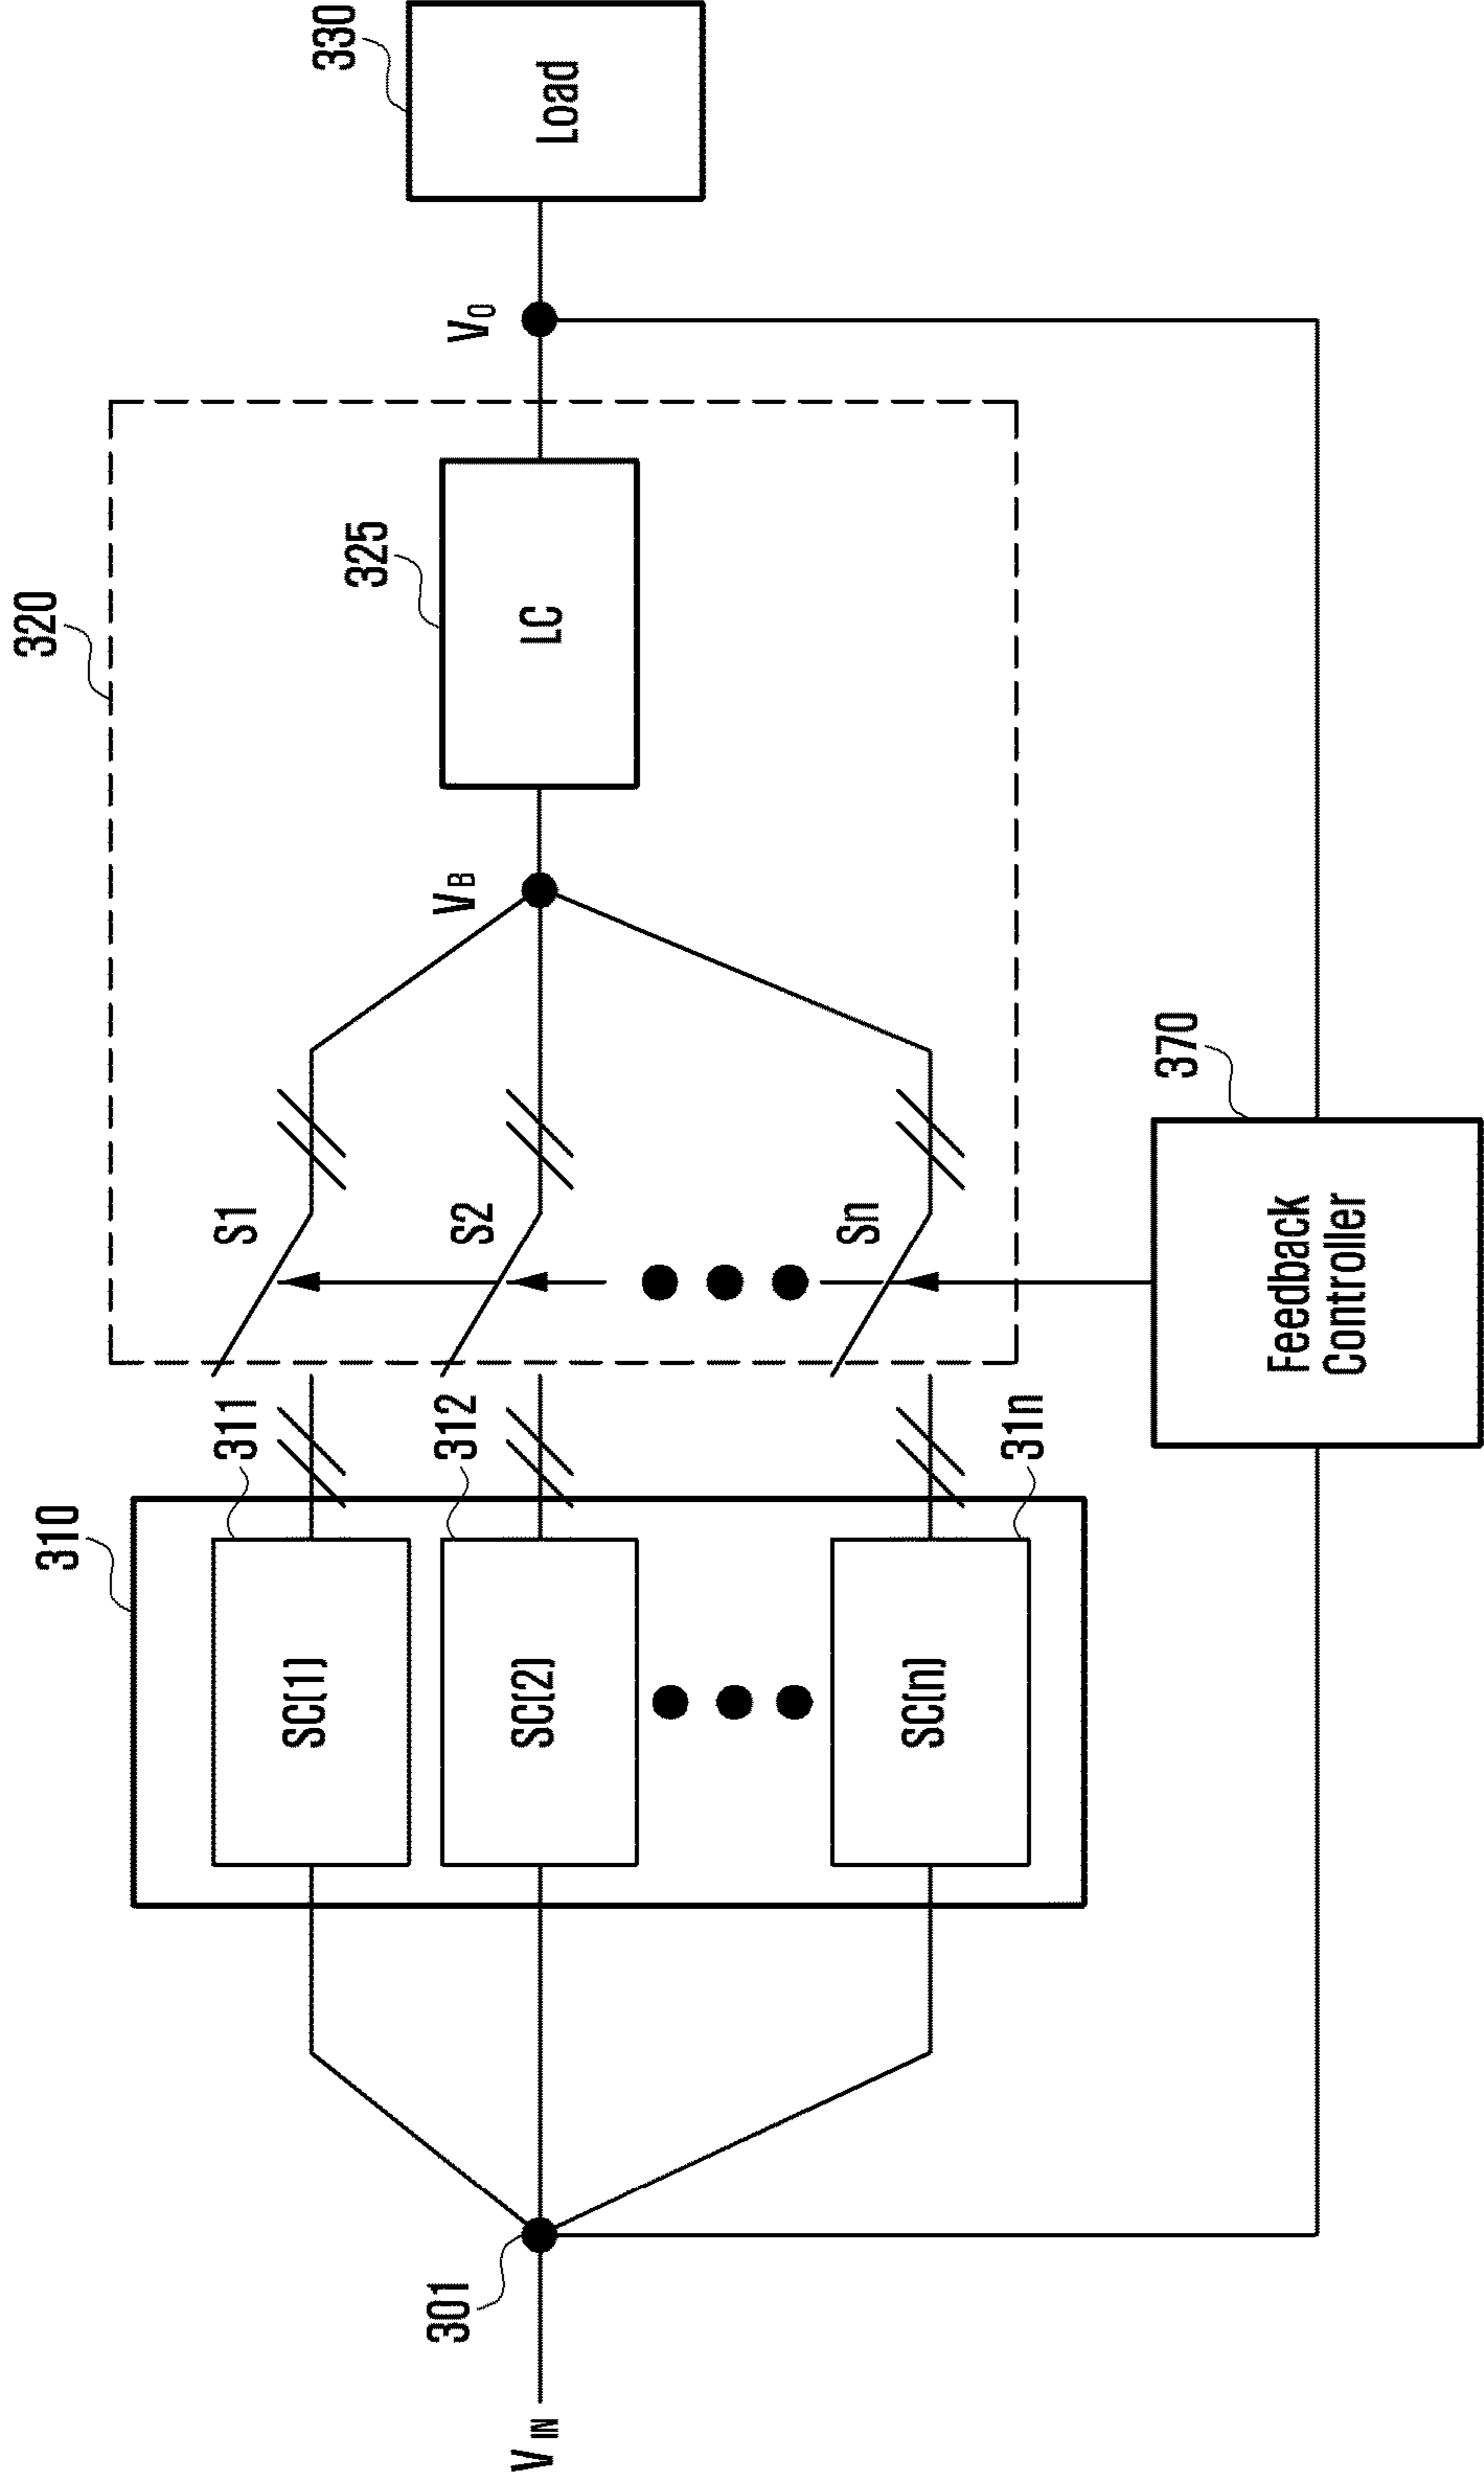 310
320
330
311
S1
325
312
S2
SC(1)
VB
VO
301
SC(2)
LC
Load
VIN
Sn
SC(n)
31n
370
Feedback
Controller